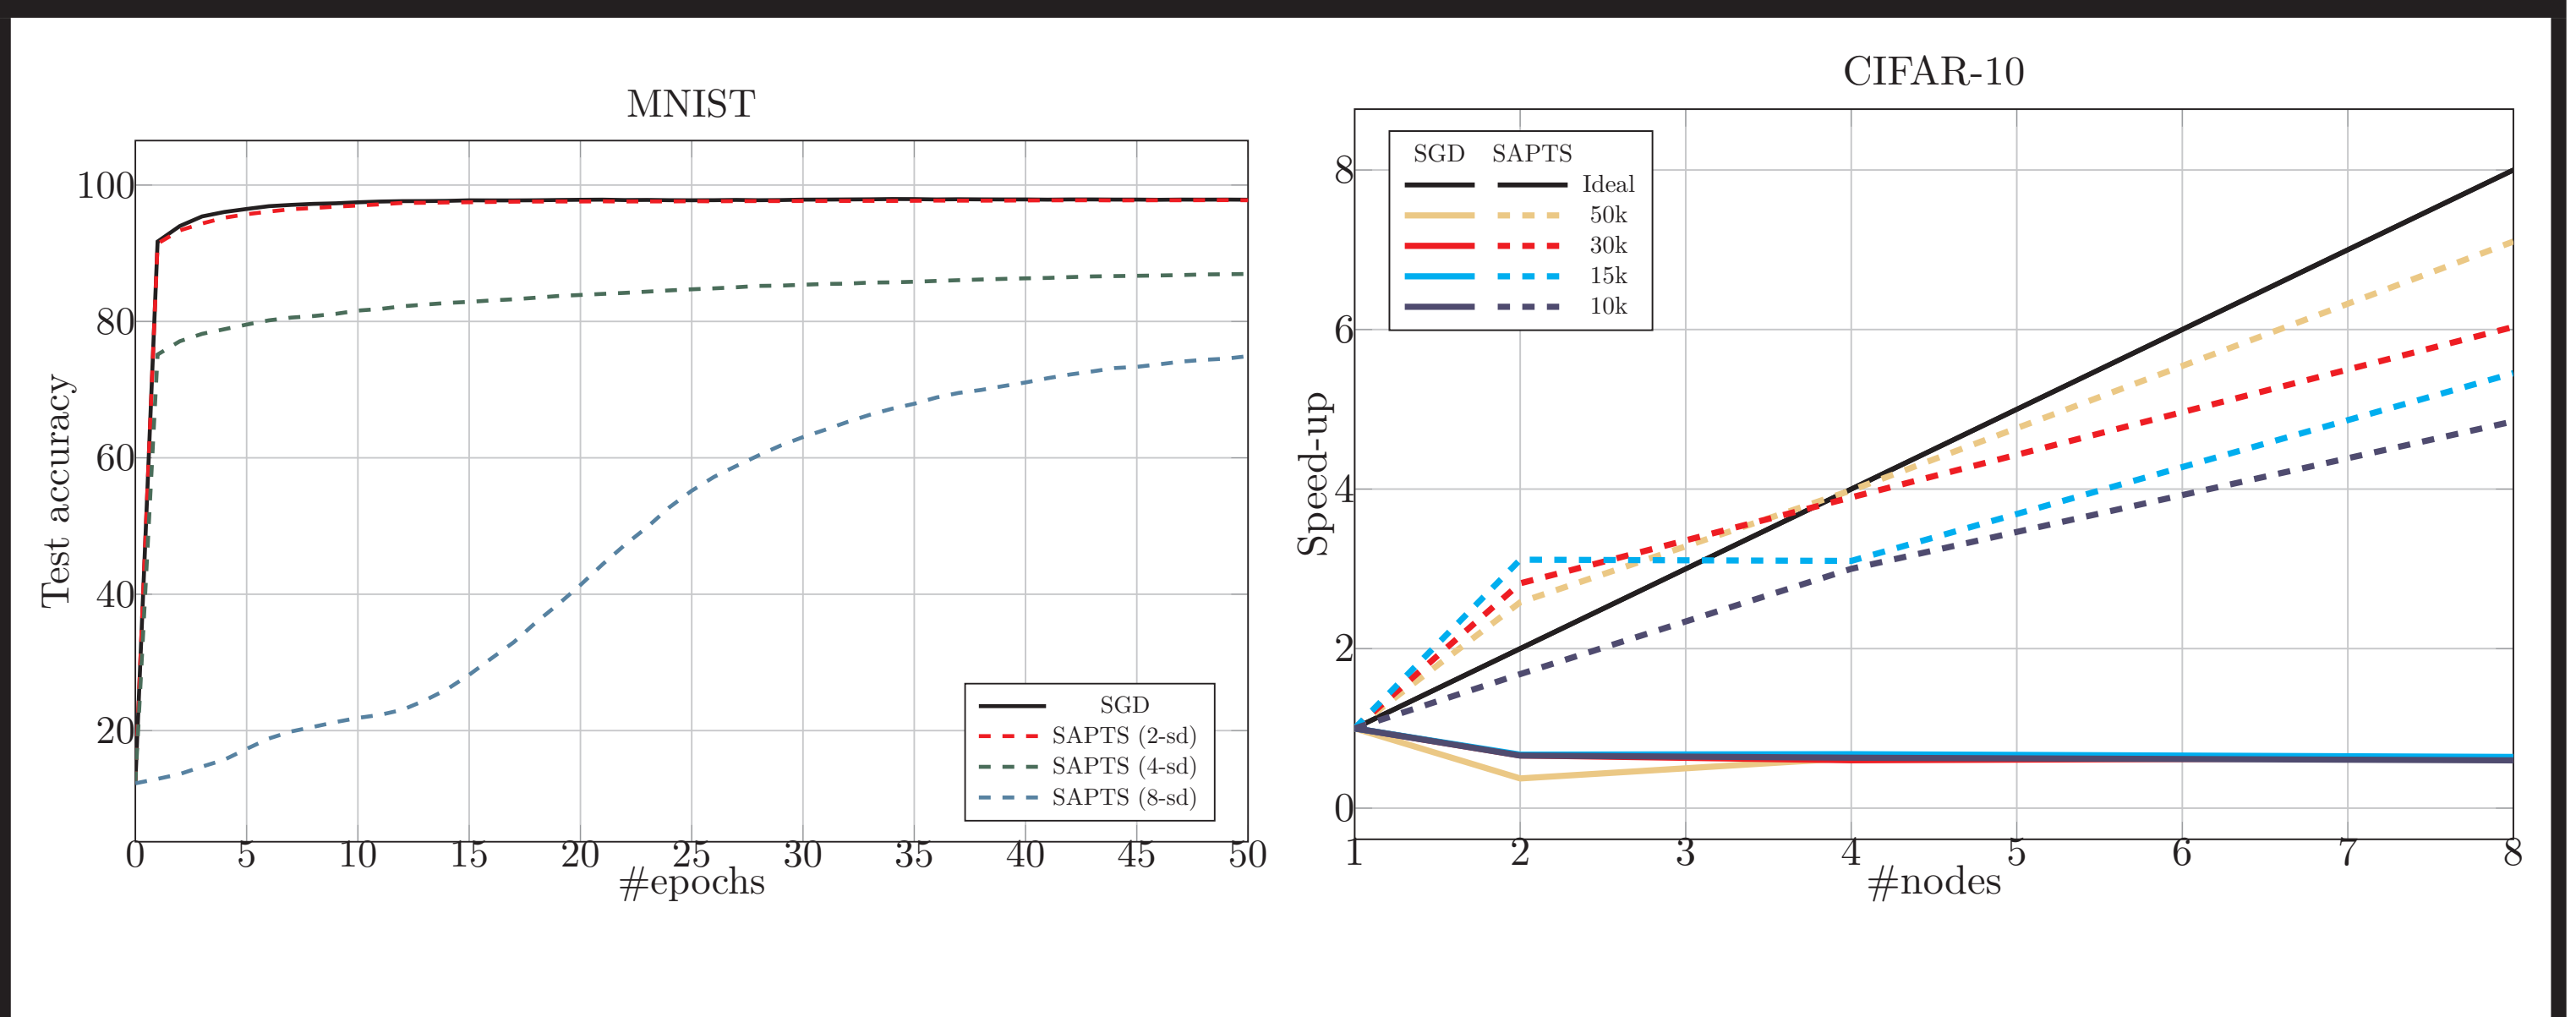 MNIST
100
80
60
40
20
Test accuracy
0 5 10 15 20 25 30 35 40 45 50
#epochs
SGD
SAPTS (2-sd)
SAPTS (4-sd)
SAPTS (8-sd)
CIFAR-10
8
6
4
2
0
Speed-up
1 2 3 4 5 6 7 8
#nodes
SGD SAPTS
Ideal
50k
30k
15k
10k